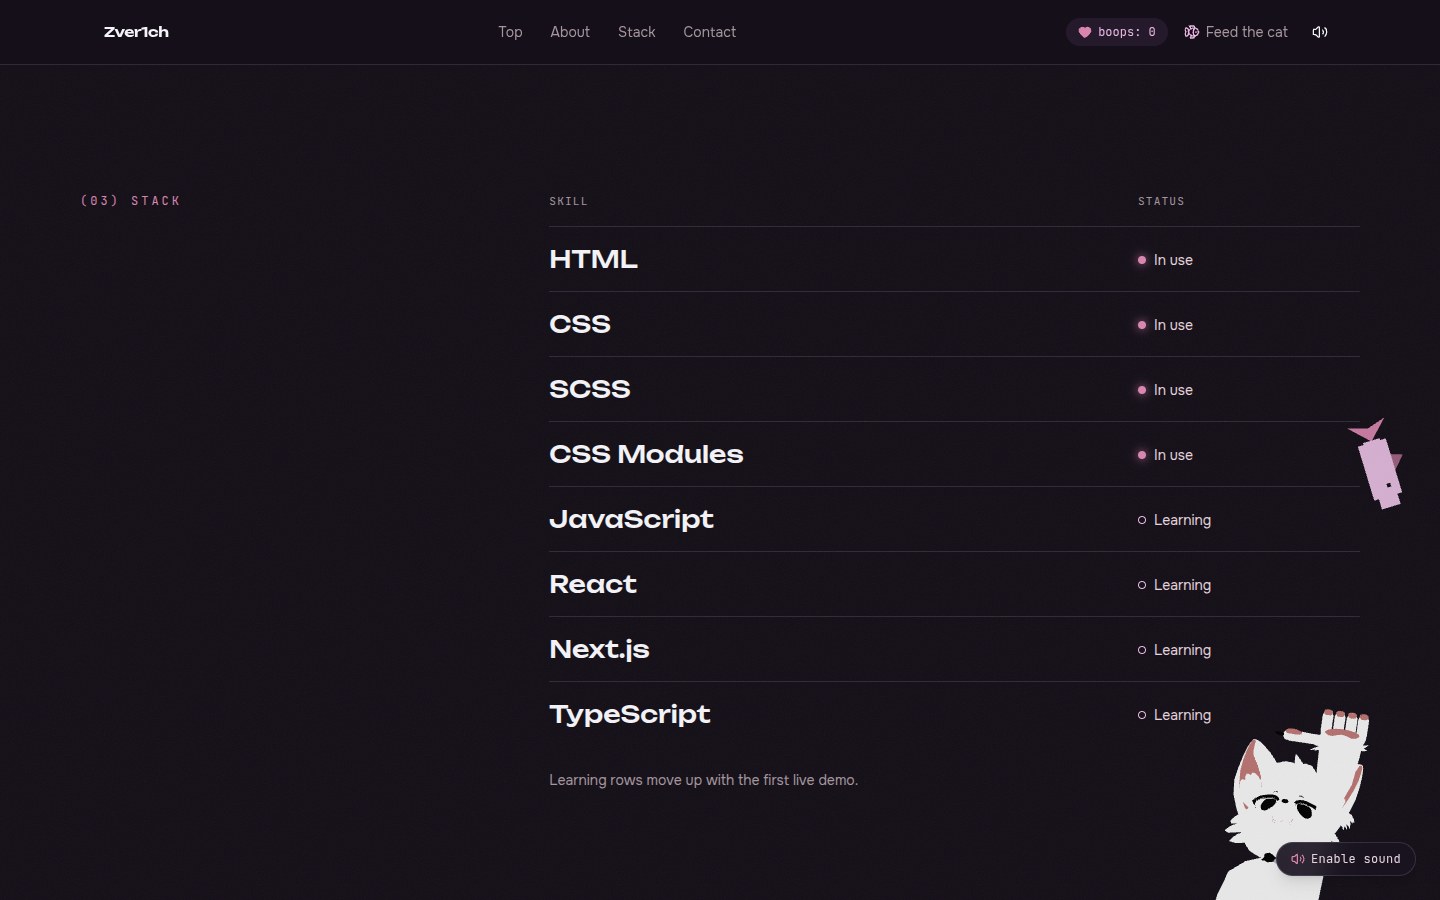 Zver1ch
Top About Stack Contact
boops: 0 Feed the cat
(03) STACK
SKILL STATUS
HTML In use
CSS In use
SCSS In use
CSS Modules In use
JavaScript Learning
React Learning
Next.js Learning
TypeScript Learning
Learning rows move up with the first live demo.
Enable sound